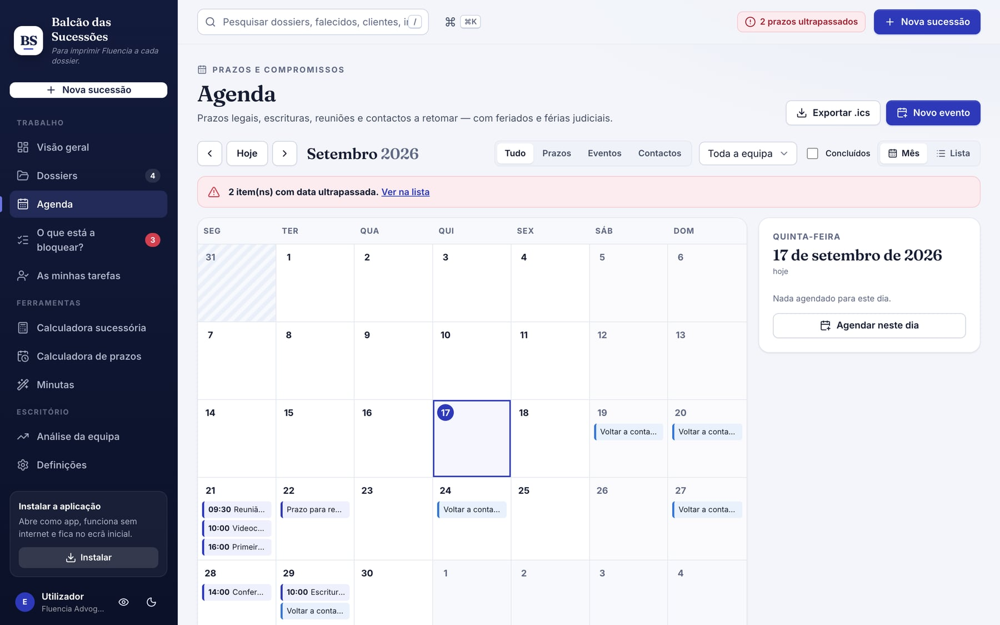 BS
Balcão das
Sucessões
Para imprimir Fluencia a cada
dossier.
Nova sucessão
TRABALHO
Visão geral
Dossiers 4
Agenda
O que está a
bloquear? 3
As minhas tarefas
FERRAMENTAS
Calculadora sucessória
Calculadora de prazos
Minutas
ESCRITÓRIO
Análise da equipa
Definições
Instalar a aplicação
Abre como app, funciona sem
internet e fica no ecrã inicial.
Instalar
E
Utilizador
Fluencia Advog...
Pesquisar dossiers, falecidos, clientes, i /
⌘ ⌘K
2 prazos ultrapassados
Nova sucessão
PRAZOS E COMPROMISSOS
Agenda
Prazos legais, escrituras, reuniões e contactos a retomar — com feriados e férias judiciais.
Exportar .ics
Novo evento
Hoje
Setembro 2026
Tudo Prazos Eventos Contactos
Toda a equipa
Concluídos
Mês Lista
2 item(ns) com data ultrapassada. Ver na lista
SEG TER QUA QUI SEX SÁB DOM
31 1 2 3 4 5 6
7 8 9 10 11 12 13
14 15 16 17 18 19 20
Voltar a conta... Voltar a conta...
21 22 23 24 25 26 27
09:30 Reuniã... Prazo para re... Voltar a conta... Voltar a conta...
10:00 Videoc...
16:00 Primeir...
28 29 30 1 2 3 4
14:00 Confer... 10:00 Escritur...
Voltar a conta...
QUINTA-FEIRA
17 de setembro de 2026
hoje
Nada agendado para este dia.
Agendar neste dia